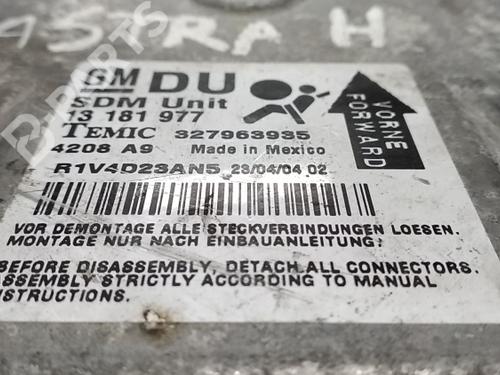 ASTRA H
GM DU
SDM Unit
13 181 977
TEMIC 327963935
4208 A9 Made in Mexico
R1V4D23AN5 23/04/04 02
VORNE
FORWARD
VOR DEMONTAGE ALLE STECKVERBINDUNGEN LOESEN.
MONTAGE NUR NACH EINBAUANLEITUNG!
BEFORE DISASSEMBLY, DETACH ALL CONNECTORS.
ASSEMBLY STRICTLY ACCORDING TO MANUAL
INSTRUCTIONS.